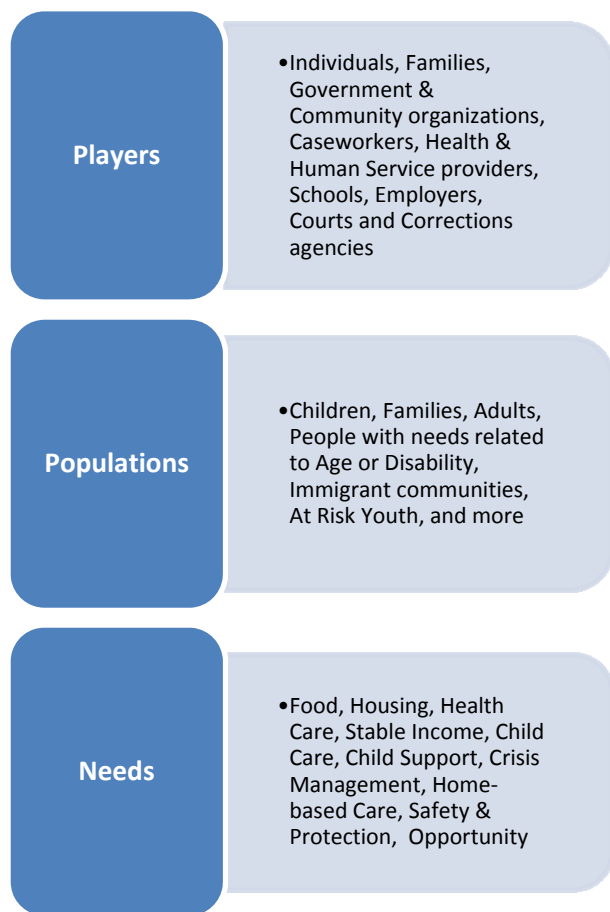 Players
•Individuals, Families,
Government &
Community organizations,
Caseworkers, Health &
Human Service providers,
Schools, Employers,
Courts and Corrections
agencies
Populations
•Children, Families, Adults,
People with needs related
to Age or Disability,
Immigrant communities,
At Risk Youth, and more
Needs
•Food, Housing, Health
Care, Stable Income, Child
Care, Child Support, Crisis
Management, Home-
based Care, Safety &
Protection,  Opportunity